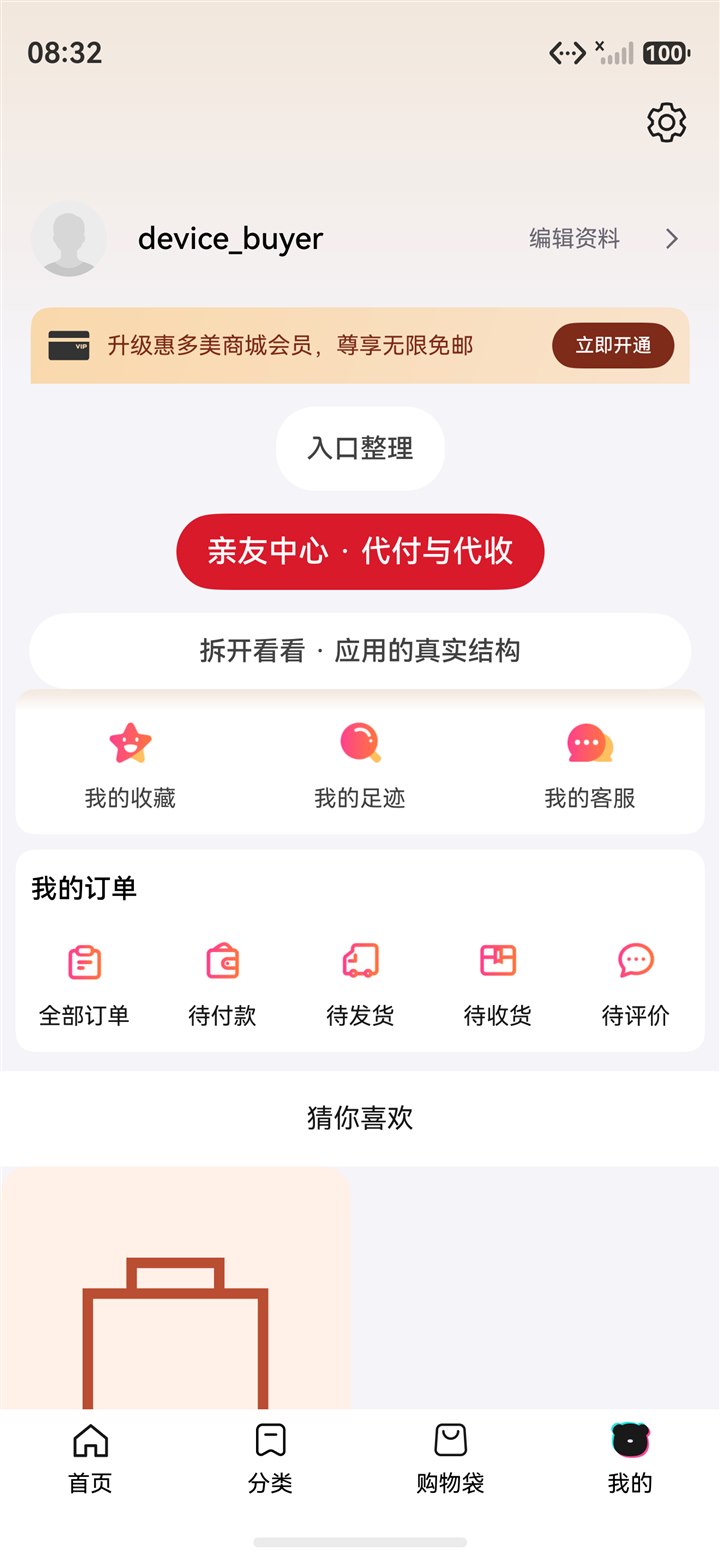 08:32
100
device_buyer
编辑资料
VIP
升级惠多美商城会员，尊享无限免邮
立即开通
入口整理
亲友中心 · 代付与代收
拆开看看 · 应用的真实结构
我的收藏
我的足迹
我的客服
我的订单
全部订单
待付款
待发货
待收货
待评价
猜你喜欢
首页
分类
购物袋
我的